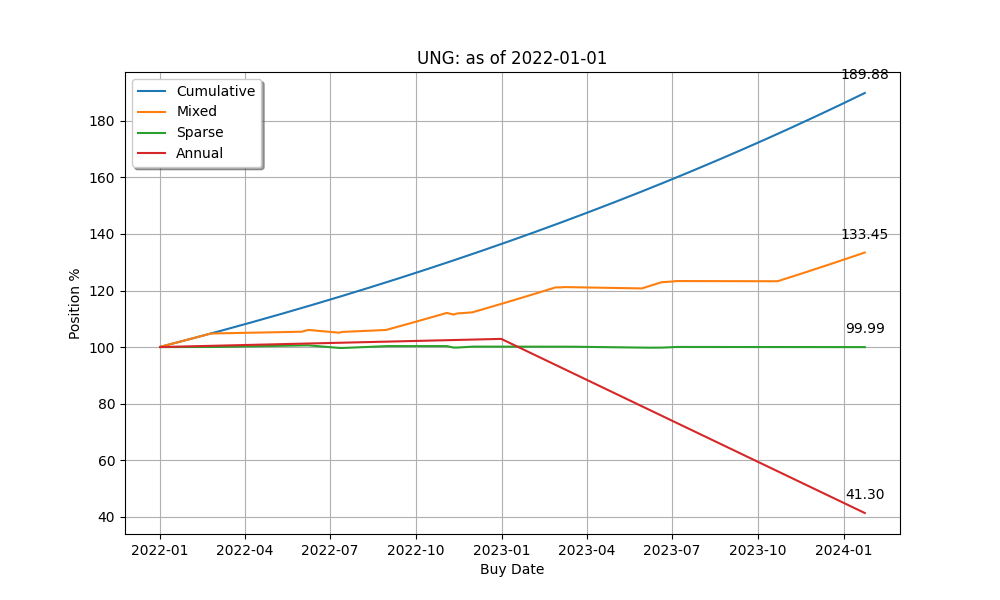 UNG: as of 2022-01-01
189.88
Cumulative
Mixed
Sparse
Annual
180
160
140
133.45
120
Position %
100
99.99
80
60
41.30
40
2022-01 2022-04 2022-07 2022-10 2023-01 2023-04 2023-07 2023-10 2024-01
Buy Date